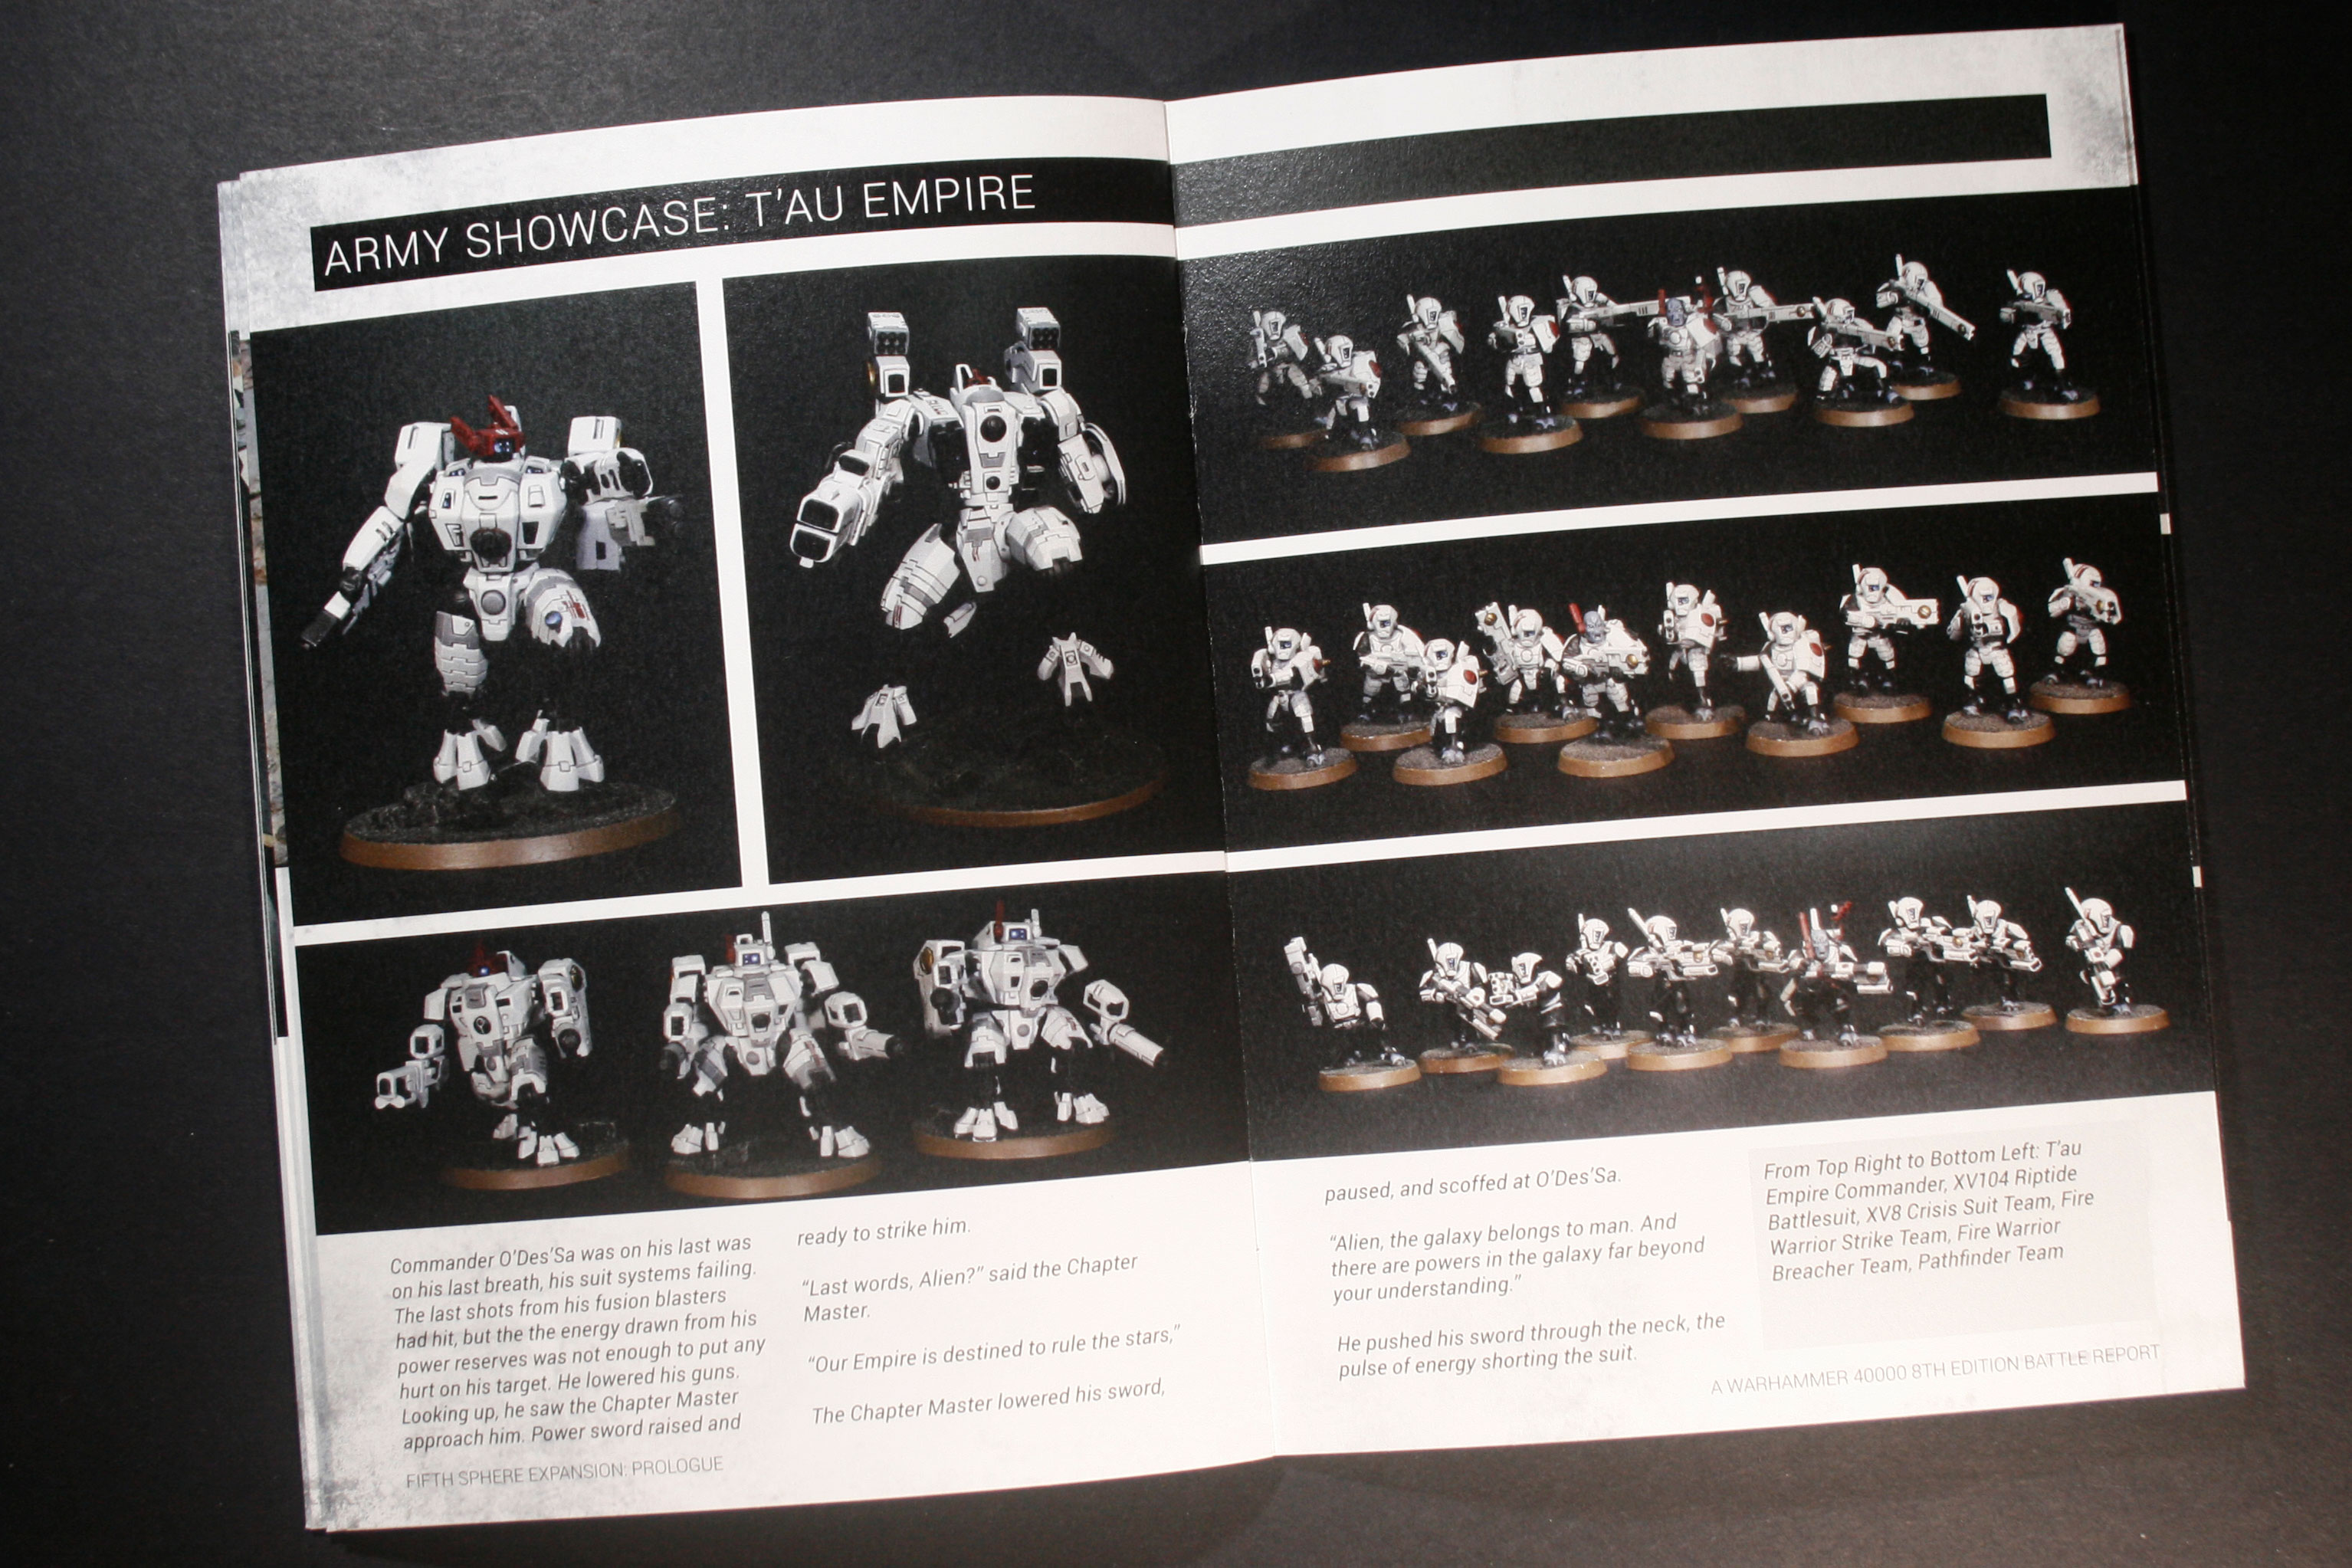 ARMY SHOWCASE: T'AU EMPIRE
Commander O'Des'Sa was on his last was
on his last breath, his suit systems failing.
The last shots from his fusion blasters
had hit, but the the energy drawn from his
power reserves was not enough to put any
hurt on his target. He lowered his guns.
Looking up, he saw the Chapter Master
approach him. Power sword raised and
ready to strike him.
"Last words, Alien?" said the Chapter
Master.
"Our Empire is destined to rule the stars,"
The Chapter Master lowered his sword,
FIFTH SPHERE EXPANSION: PROLOGUE
paused, and scoffed at O'Des'Sa.
"Alien, the galaxy belongs to man. And
there are powers in the galaxy far beyond
your understanding."
He pushed his sword through the neck, the
pulse of energy shorting the suit.
From Top Right to Bottom Left: T'au
Empire Commander, XV104 Riptide
Battlesuit, XV8 Crisis Suit Team, Fire
Warrior Strike Team, Fire Warrior
Breacher Team, Pathfinder Team
A WARHAMMER 40000 8TH EDITION BATTLE REPORT